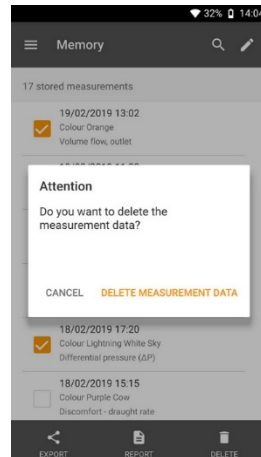 32% 14:04
Memory
17 stored measurements
19/02/2019 13:02
Colour Orange
Volume flow, outlet
Attention
Do you want to delete the
measurement data?
CANCEL DELETE MEASUREMENT DATA
18/02/2019 17:20
Colour Lightning White Sky
Differential pressure (ΔP)
18/02/2019 15:15
Colour Purple Cow
Discomfort - draught rate
EXPORT REPORT DELETE